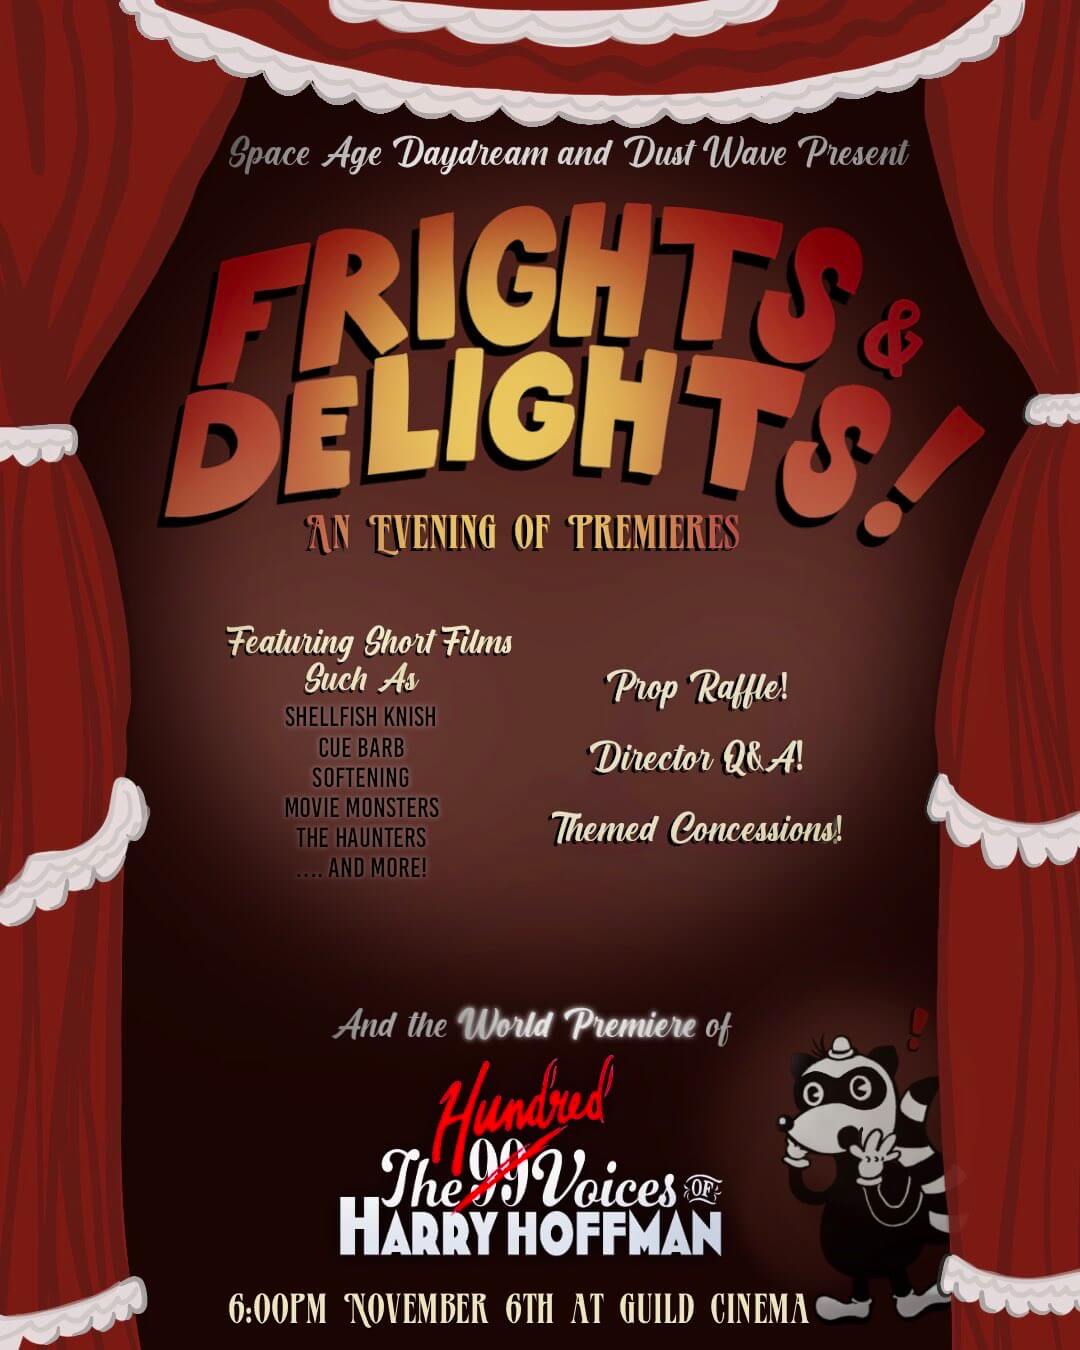 Space Age Daydream and Dust Wave Present
FRIGHTS &
DELIGHTS!
AN EVENING OF PREMIERES
Featuring Short Films
Such As
SHELLFISH KNISH
CUE BARB
SOFTENING
MOVIE MONSTERS
THE HAUNTERS
.... AND MORE!
Prop Raffle!
Director Q&A!
Themed Concessions!
And the World Premiere of
Hundred
The 99 Voices OF
HARRY HOFFMAN
!
6:00PM NOVEMBER 6TH AT GUILD CINEMA